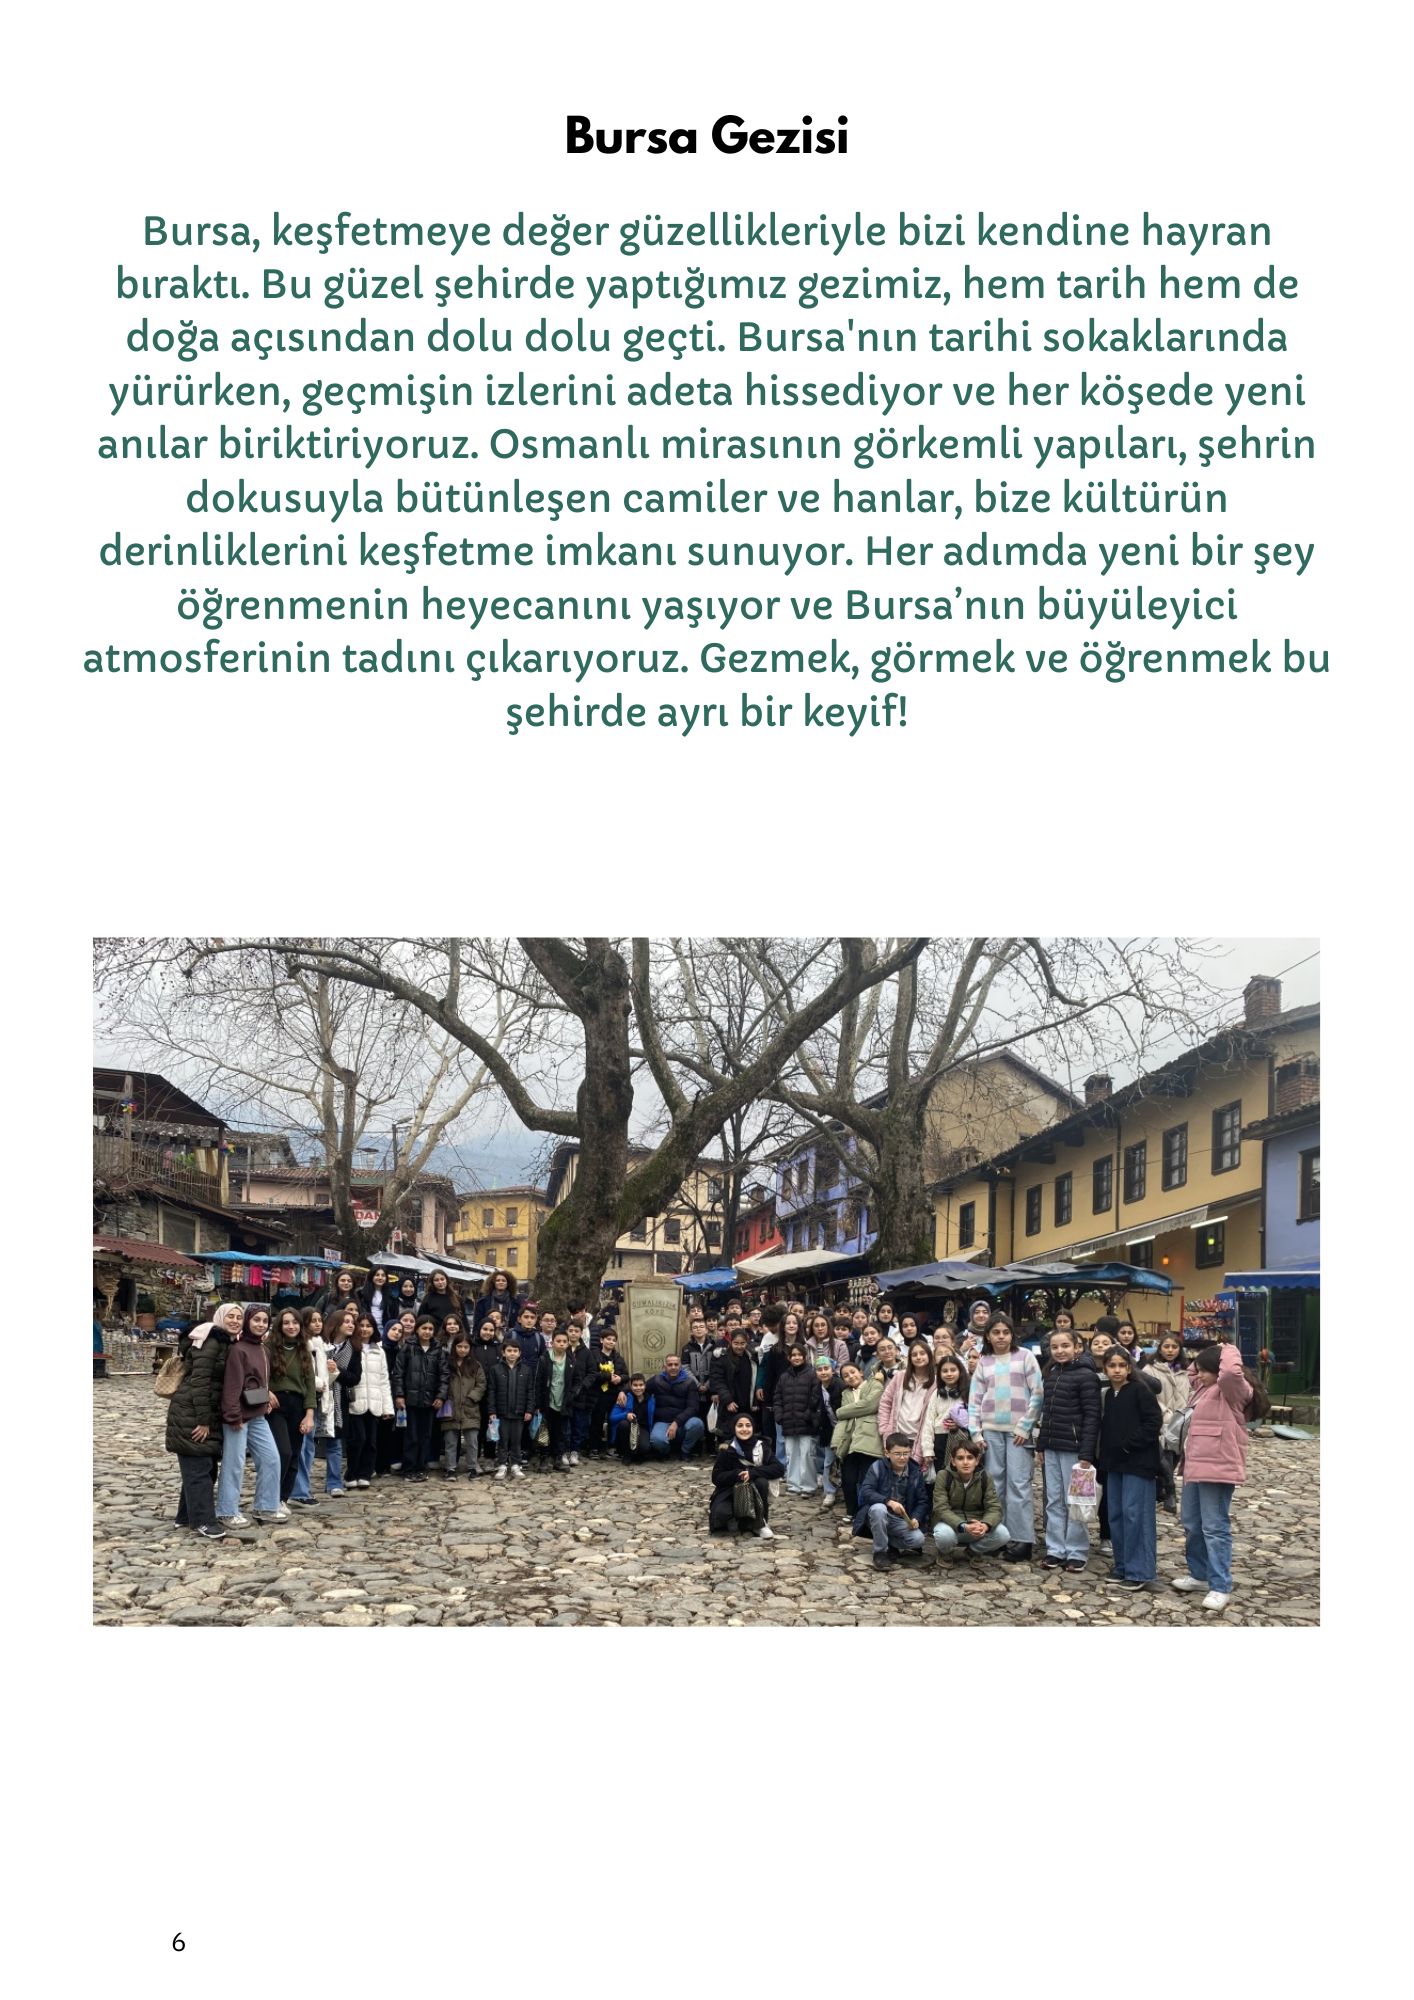 Bursa Gezisi
Bursa, keşfetmeye değer güzellikleriyle bizi kendine hayran
bıraktı. Bu güzel şehirde yaptığımız gezimiz, hem tarih hem de
doğa açısından dolu dolu geçti. Bursa'nın tarihi sokaklarında
yürürken, geçmişin izlerini adeta hissediyor ve her köşede yeni
anılar biriktiriyoruz. Osmanlı mirasının görkemli yapıları, şehrin
dokusuyla bütünleşen camiler ve hanlar, bize kültürün
derinliklerini keşfetme imkanı sunuyor. Her adımda yeni bir şey
öğrenmenin heyecanını yaşıyor ve Bursa’nın büyüleyici
atmosferinin tadını çıkarıyoruz. Gezmek, görmek ve öğrenmek bu
şehirde ayrı bir keyif!
CUMALIKIZIK
KÖYÜ
6